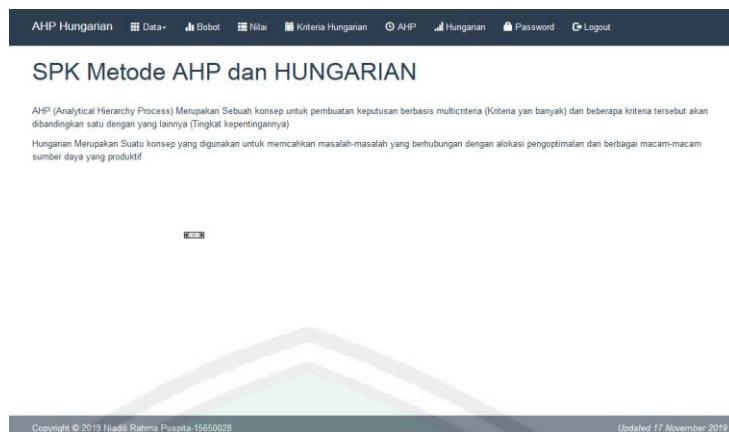 AHP Hungarian Data Bobot Nilai Kriteria Hungarian AHP Hungarian Password Logout
SPK Metode AHP dan HUNGARIAN
AHP (Analytical Hierarchy Process) Merupakan Sebuah konsep untuk pembuatan keputusan berbasis multicriteria (Kriteria yan banyak) dan beberapa kriteria tersebut akan
dibandingkan satu dengan yang lainnya (Tingkat kepentingannya)
Hungarian Merupakan Suatu konsep yang digunakan untuk memcahkan masalah-masalah yang berhubungan dengan alokasi pengoptimalan dari berbagai macam-macam
sumber daya yang produktif
Copyright © 2019 Niadili Rahma Puspita-15650028 Updated 17 November 2019